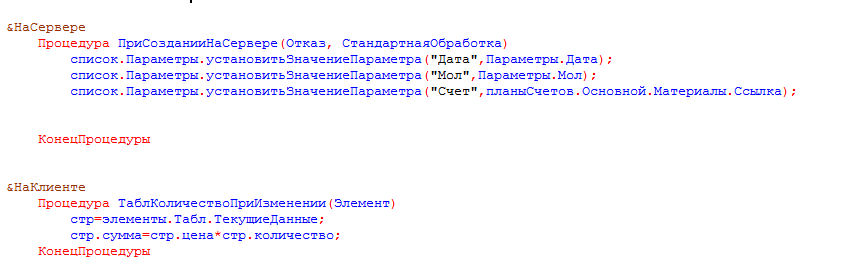 &НаСервере
Процедура ПриСозданииНаСервере(Отказ, СтандартнаяОбработка)
список.Параметры.установитьЗначениеПараметра("Дата",Параметры.Дата);
список.Параметры.установитьЗначениеПараметра("Мол",Параметры.Мол);
список.Параметры.установитьЗначениеПараметра("Счет",планыСчетов.Основной.Материалы.Ссылка);
КонецПроцедуры
&НаКлиенте
Процедура ТаблКоличествоПриИзменении(Элемент)
стр=элементы.Табл.ТекущиеДанные;
стр.сумма=стр.цена*стр.количество;
КонецПроцедуры